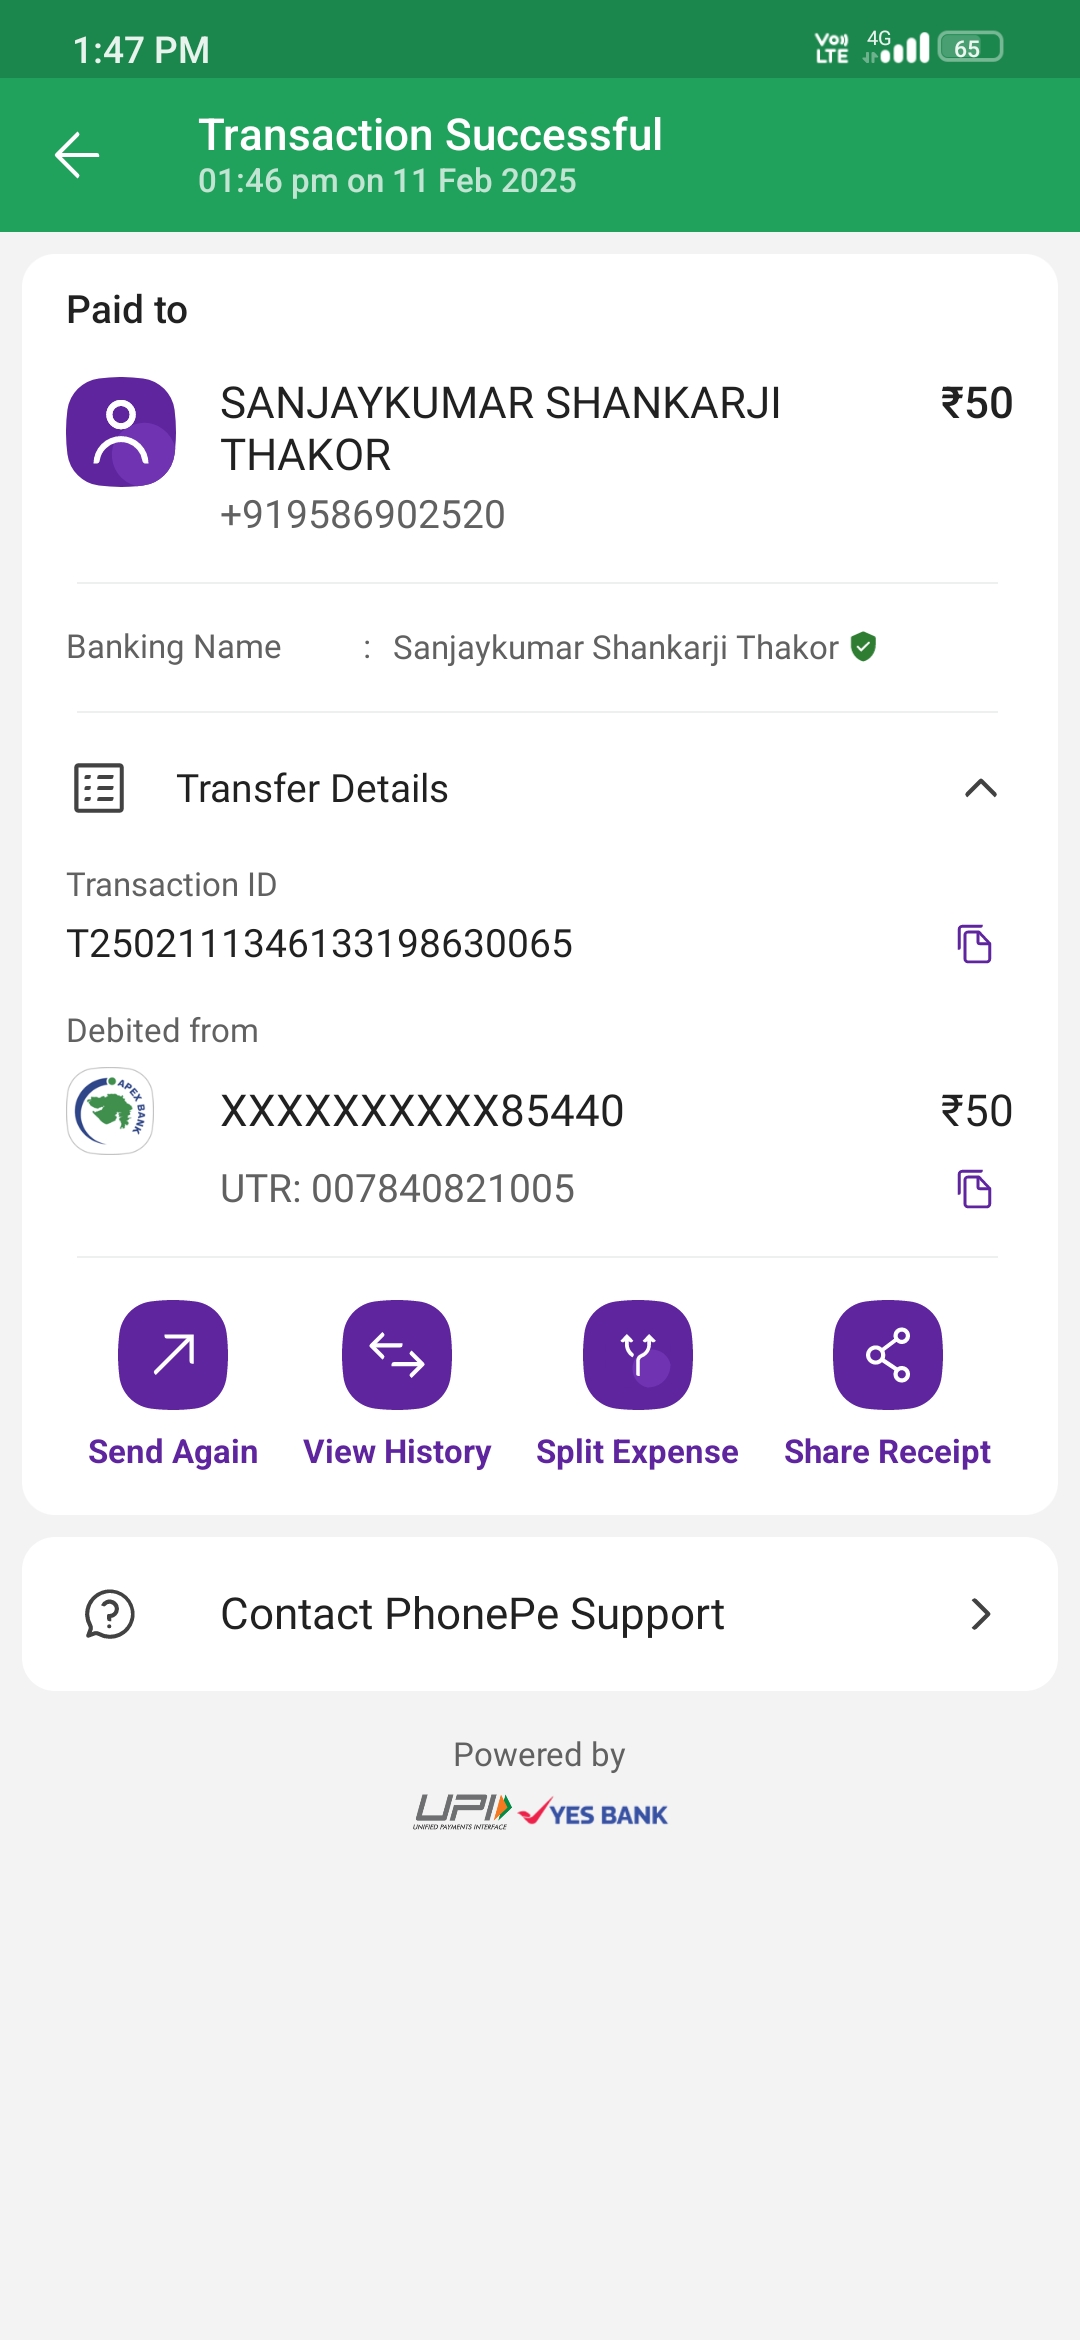 1:47 PM
Vo)) LTE 4G 65
Transaction Successful
01:46 pm on 11 Feb 2025
Paid to
SANJAYKUMAR SHANKARJI ₹50
THAKOR
+919586902520
Banking Name : Sanjaykumar Shankarji Thakor
Transfer Details
Transaction ID
T2502111346133198630065
Debited from
APEX BANK
XXXXXXXXXX85440 ₹50
UTR: 007840821005
Send Again View History Split Expense Share Receipt
Contact PhonePe Support
Powered by
UPI YES BANK
UNIFIED PAYMENTS INTERFACE